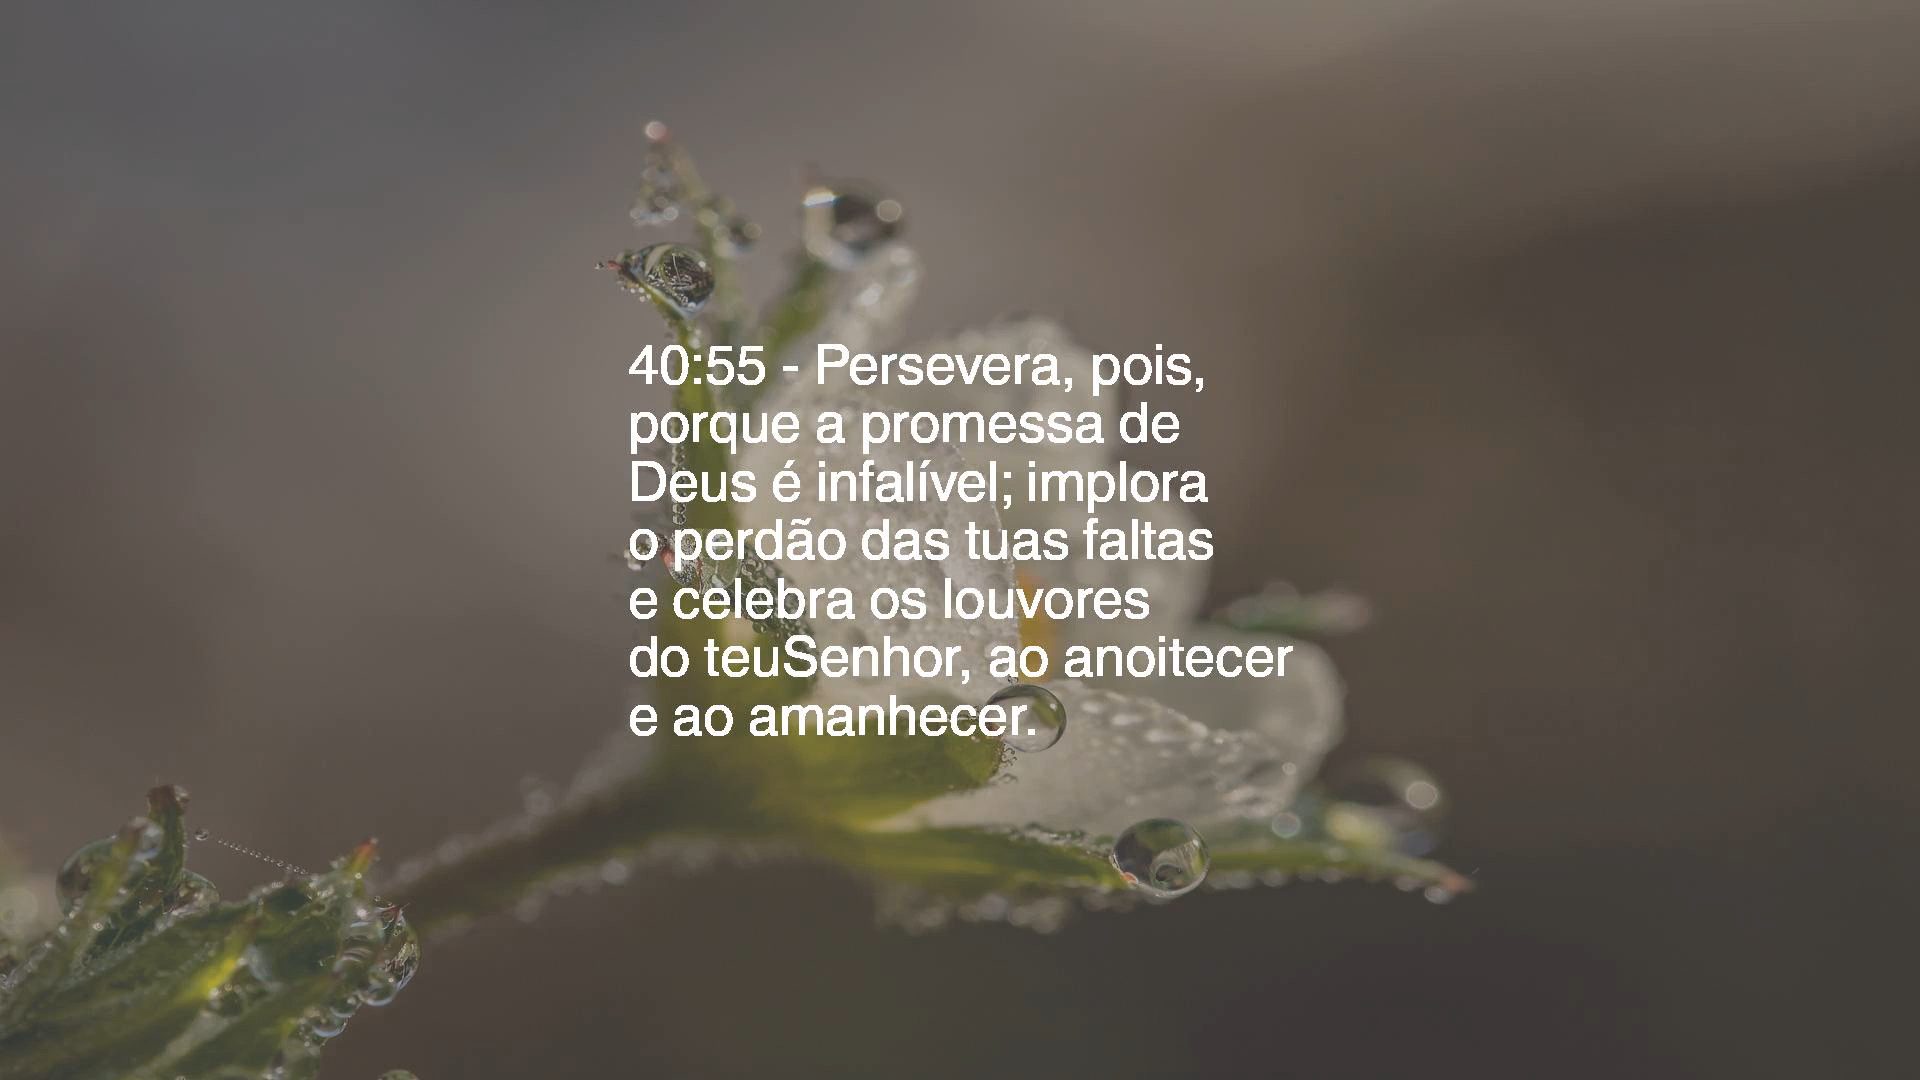 40:55 - Persevera, pois,
porque a promessa de
Deus é infalível; implora
o perdão das tuas faltas
e celebra os louvores
do teuSenhor, ao anoitecer
e ao amanhecer.